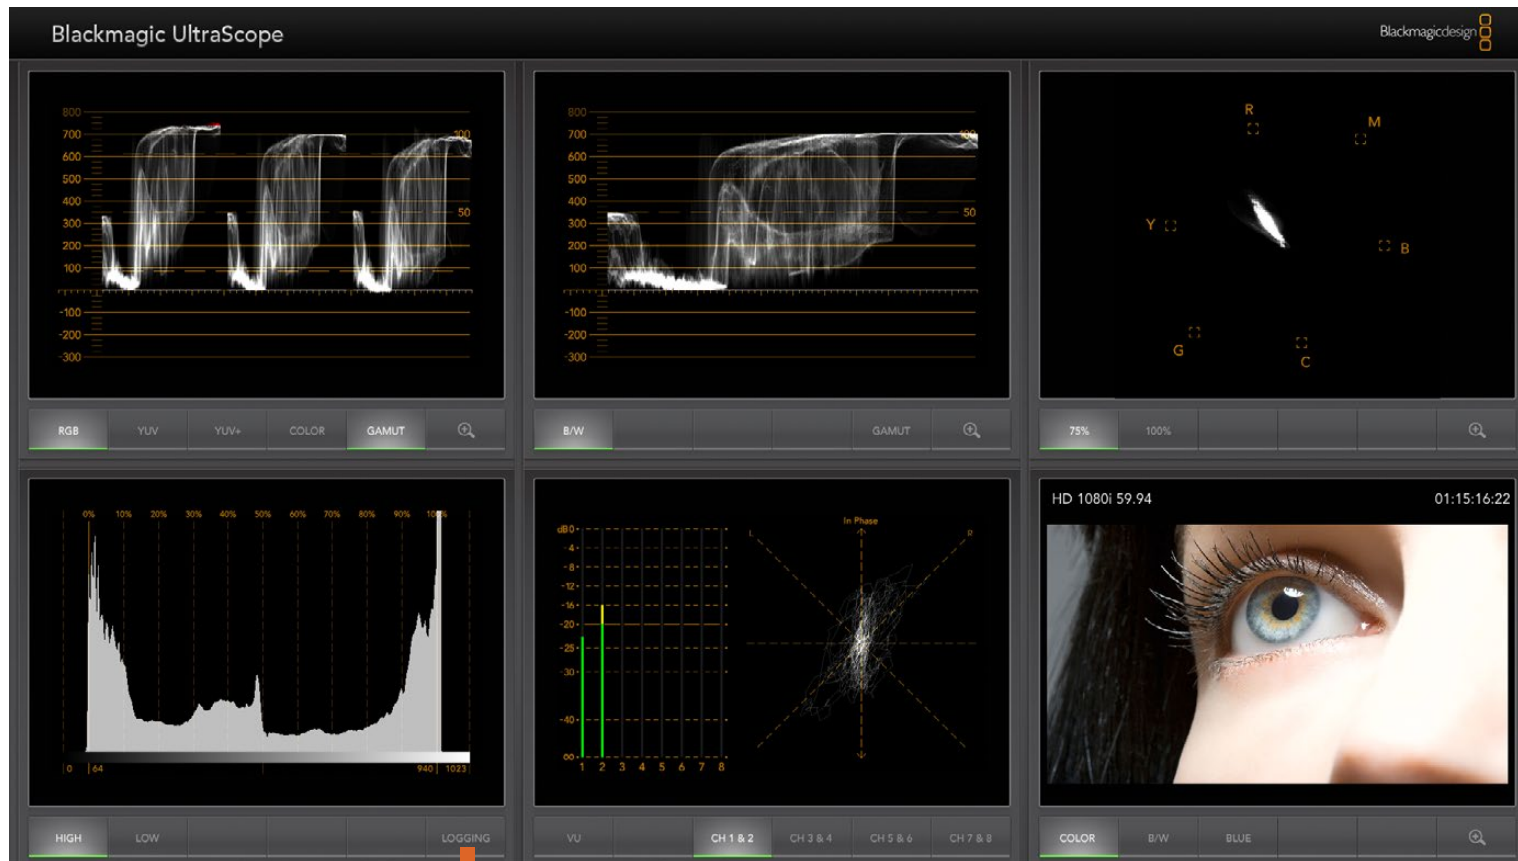 Blackmagic UltraScope
Blackmagicdesign
800
700
600
500
400
300
200
100
-100
-200
-300
100
50
800
700
600
500
400
300
200
100
-100
-200
-300
100
50
R
M
Y
B
G
C
RGB YUV YUV+ COLOR GAMUT
B/W GAMUT
75% 100%
0% 10% 20% 30% 40% 50% 60% 70% 80% 90% 100%
0 64 940 1023
dB0
-4
-8
-12
-16
-20
-25
-30
-40
∞
1 2 3 4 5 6 7 8
In Phase
L R
HD 1080i 59.94 01:15:16:22
HIGH LOW LOGGING
VU CH 1 & 2 CH 3 & 4 CH 5 & 6 CH 7 & 8
COLOR B/W BLUE